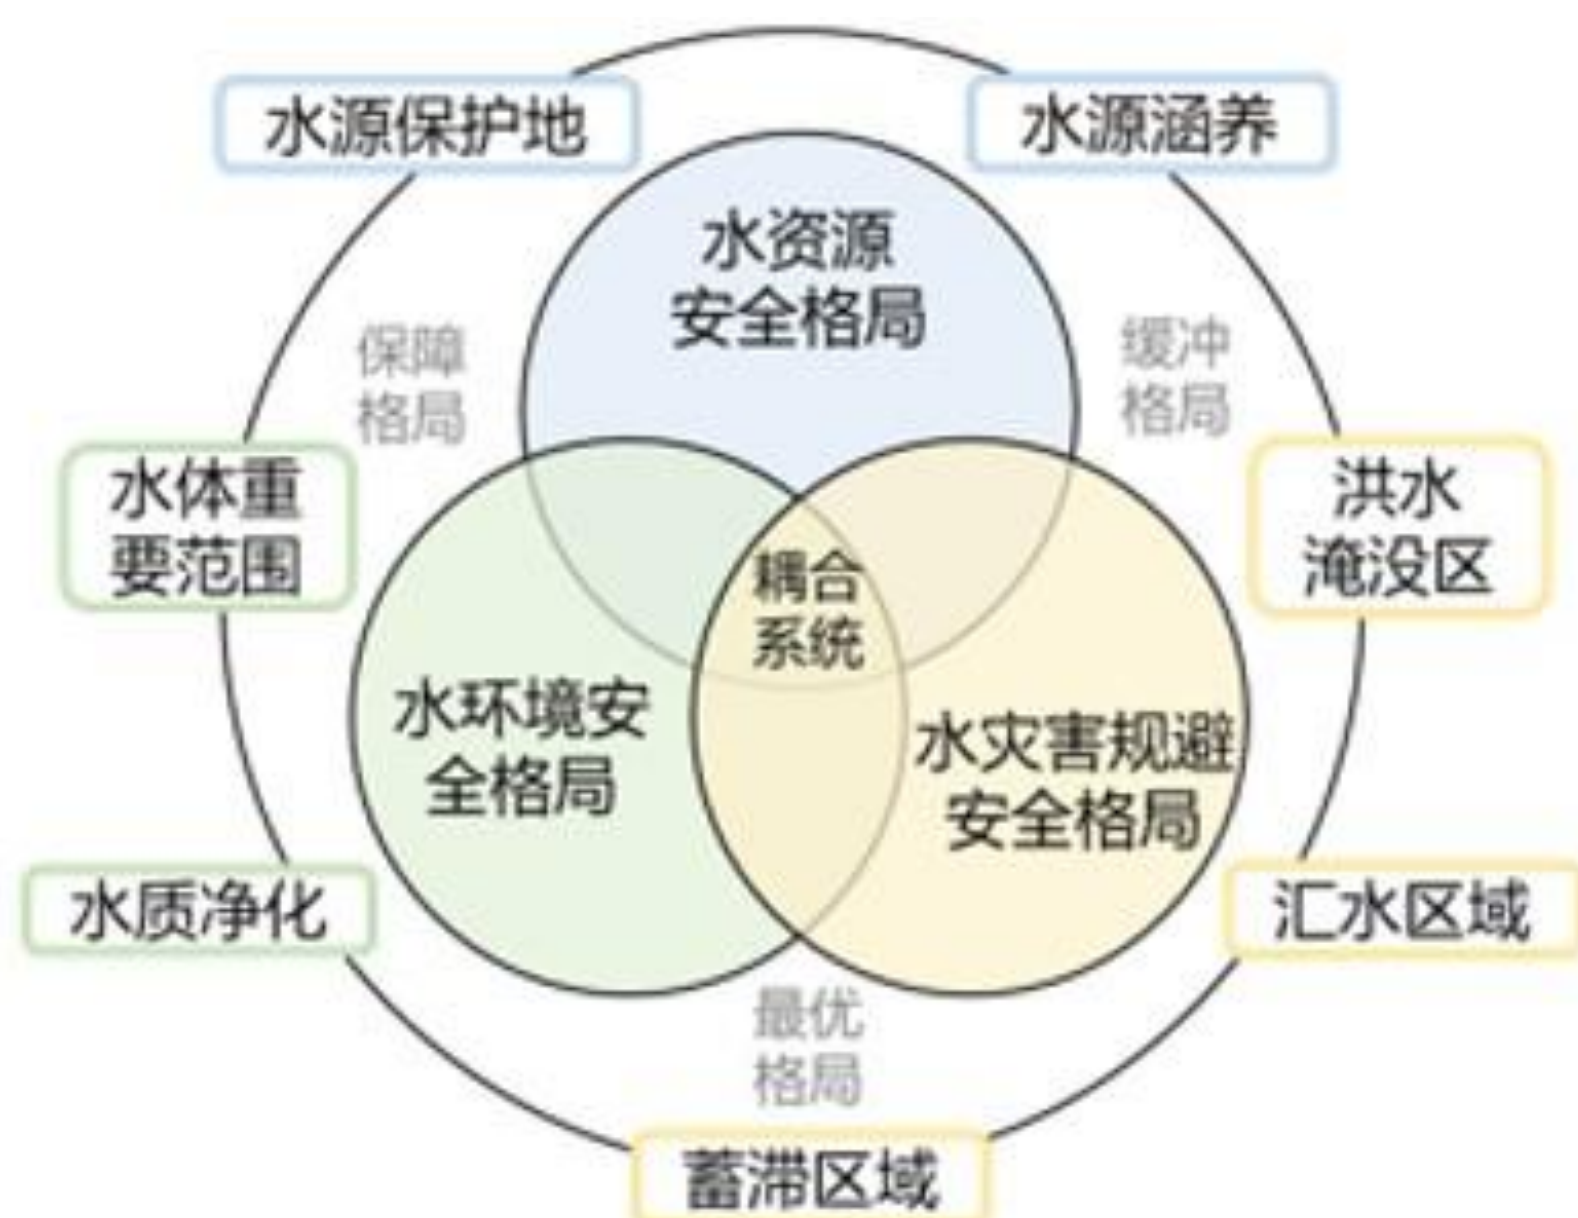 水源保护地
水源涵养
水资源
安全格局
保障
格局
缓冲
格局
水体重
要范围
洪水
淹没区
耦合
系统
水环境安
全格局
水灾害规避
安全格局
水质净化
汇水区域
最优
格局
蓄滞区域